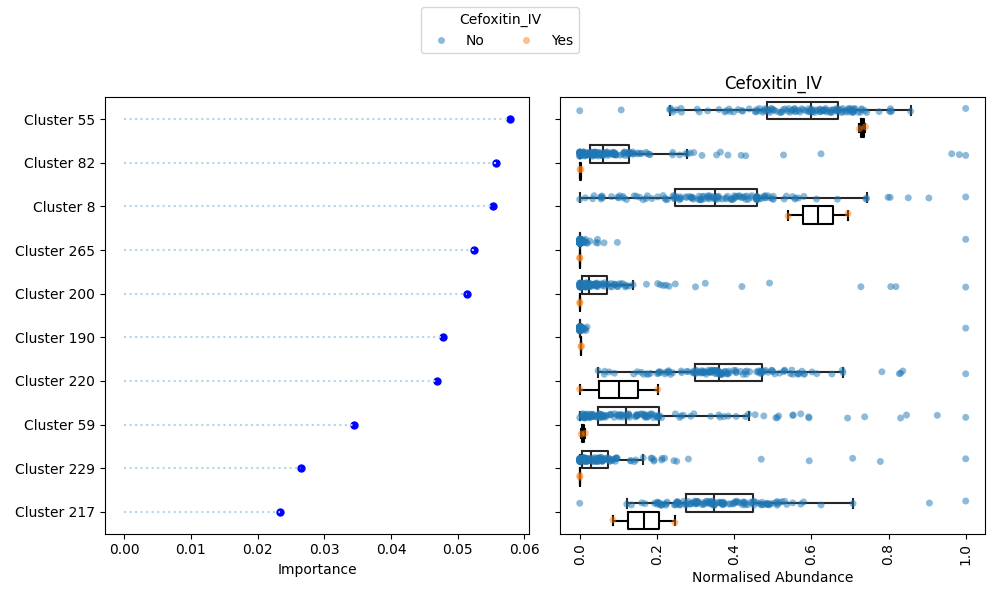 Cefoxitin_IV
No Yes
Cefoxitin_IV
Cluster 55
Cluster 82
Cluster 8
Cluster 265
Cluster 200
Cluster 190
Cluster 220
Cluster 59
Cluster 229
Cluster 217
0.00 0.01 0.02 0.03 0.04 0.05 0.06
Importance
0.0 0.2 0.4 0.6 0.8 1.0
Normalised Abundance